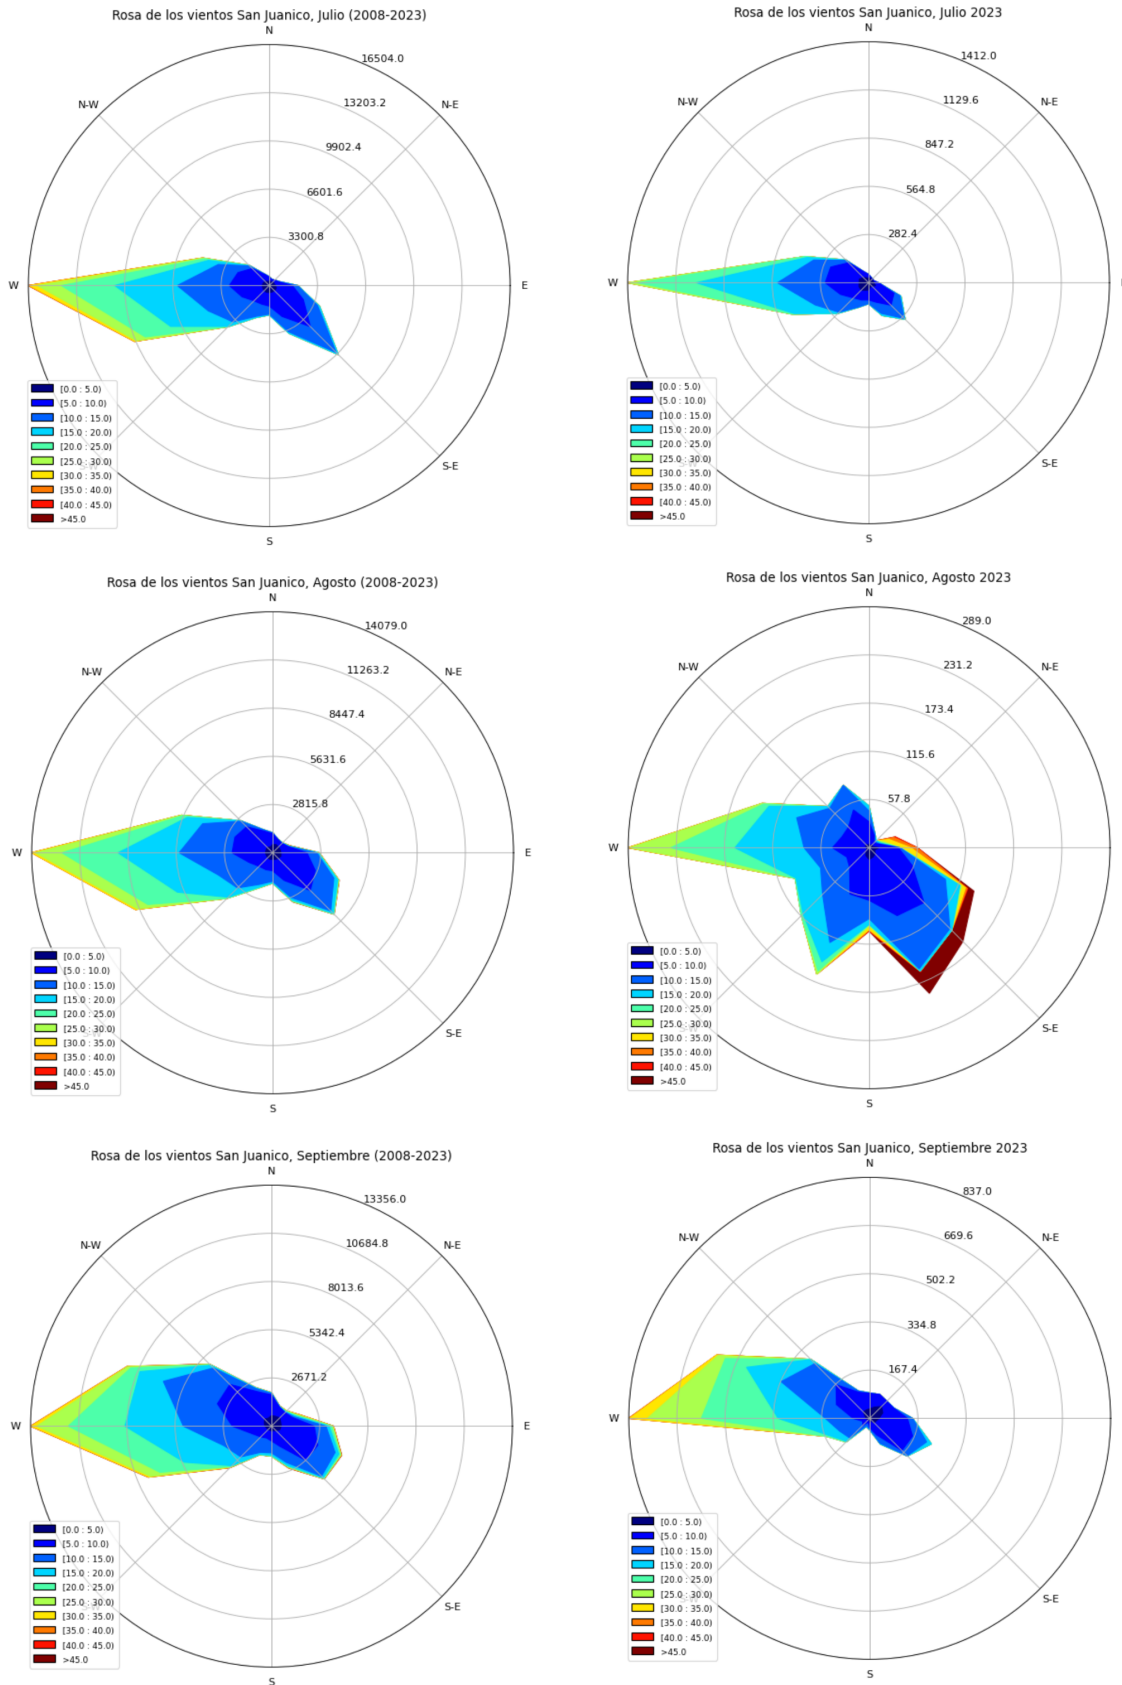 Rosa de los vientos San Juanico, Julio (2008-2023)
N
16504.0
N-W
13203.2
N-E
9902.4
6601.6
3300.8
W
E
[0.0 : 5.0)
[5.0 : 10.0)
[10.0 : 15.0)
[15.0 : 20.0)
[20.0 : 25.0)
[25.0 : 30.0)
[30.0 : 35.0)
[35.0 : 40.0)
[40.0 : 45.0)
>45.0
S-W
S-E
S
Rosa de los vientos San Juanico, Julio 2023
N
1412.0
N-W
1129.6
N-E
847.2
564.8
282.4
W
[0.0 : 5.0)
[5.0 : 10.0)
[10.0 : 15.0)
[15.0 : 20.0)
[20.0 : 25.0)
[25.0 : 30.0)
[30.0 : 35.0)
[35.0 : 40.0)
[40.0 : 45.0)
>45.0
S-W
S-E
S
Rosa de los vientos San Juanico, Agosto (2008-2023)
N
14079.0
N-W
11263.2
N-E
8447.4
5631.6
2815.8
W
E
[0.0 : 5.0)
[5.0 : 10.0)
[10.0 : 15.0)
[15.0 : 20.0)
[20.0 : 25.0)
[25.0 : 30.0)
[30.0 : 35.0)
[35.0 : 40.0)
[40.0 : 45.0)
>45.0
S-E
S
Rosa de los vientos San Juanico, Agosto 2023
N
289.0
N-W
231.2
N-E
173.4
115.6
57.8
W
E
[0.0 : 5.0)
[5.0 : 10.0)
[10.0 : 15.0)
[15.0 : 20.0)
[20.0 : 25.0)
[25.0 : 30.0)
[30.0 : 35.0)
[35.0 : 40.0)
[40.0 : 45.0)
>45.0
S-W
S-E
S
Rosa de los vientos San Juanico, Septiembre (2008-2023)
N
13356.0
N-W
10684.8
N-E
8013.6
5342.4
2671.2
W
E
[0.0 : 5.0)
[5.0 : 10.0)
[10.0 : 15.0)
[15.0 : 20.0)
[20.0 : 25.0)
[25.0 : 30.0)
[30.0 : 35.0)
[35.0 : 40.0)
[40.0 : 45.0)
>45.0
S-W
S-E
S
Rosa de los vientos San Juanico, Septiembre 2023
N
837.0
N-W
669.6
N-E
502.2
334.8
167.4
W
E
[0.0 : 5.0)
[5.0 : 10.0)
[10.0 : 15.0)
[15.0 : 20.0)
[20.0 : 25.0)
[25.0 : 30.0)
[30.0 : 35.0)
[35.0 : 40.0)
[40.0 : 45.0)
>45.0
S-W
S-E
S